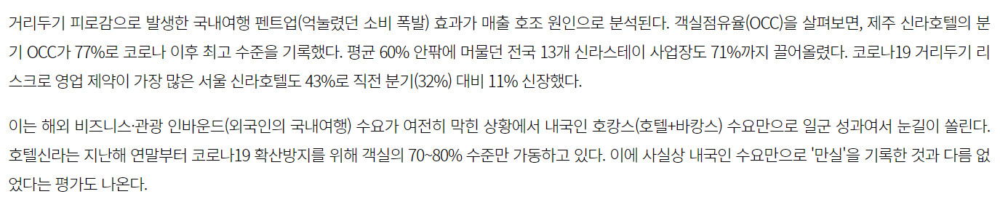 거리두기 피로감으로 발생한 국내여행 펜트업(억눌렸던 소비 폭발) 효과가 매출 호조 원인으로 분석된다. 객실점유율(OCC)을 살펴보면, 제주 신라호텔의 분
기 OCC가 77%로 코로나 이후 최고 수준을 기록했다. 평균 60% 안팎에 머물던 전국 13개 신라스테이 사업장도 71%까지 끌어올렸다. 코로나19 거리두기 리
스크로 영업 제약이 가장 많은 서울 신라호텔도 43%로 직전 분기(32%) 대비 11% 신장했다.
이는 해외 비즈니스·관광 인바운드(외국인의 국내여행) 수요가 여전히 막힌 상황에서 내국인 호캉스(호텔+바캉스) 수요만으로 일군 성과여서 눈길이 쏠린다.
호텔신라는 지난해 연말부터 코로나19 확산방지를 위해 객실의 70~80% 수준만 가동하고 있다. 이에 사실상 내국인 수요만으로 '만실'을 기록한 것과 다름 없
었다는 평가도 나온다.